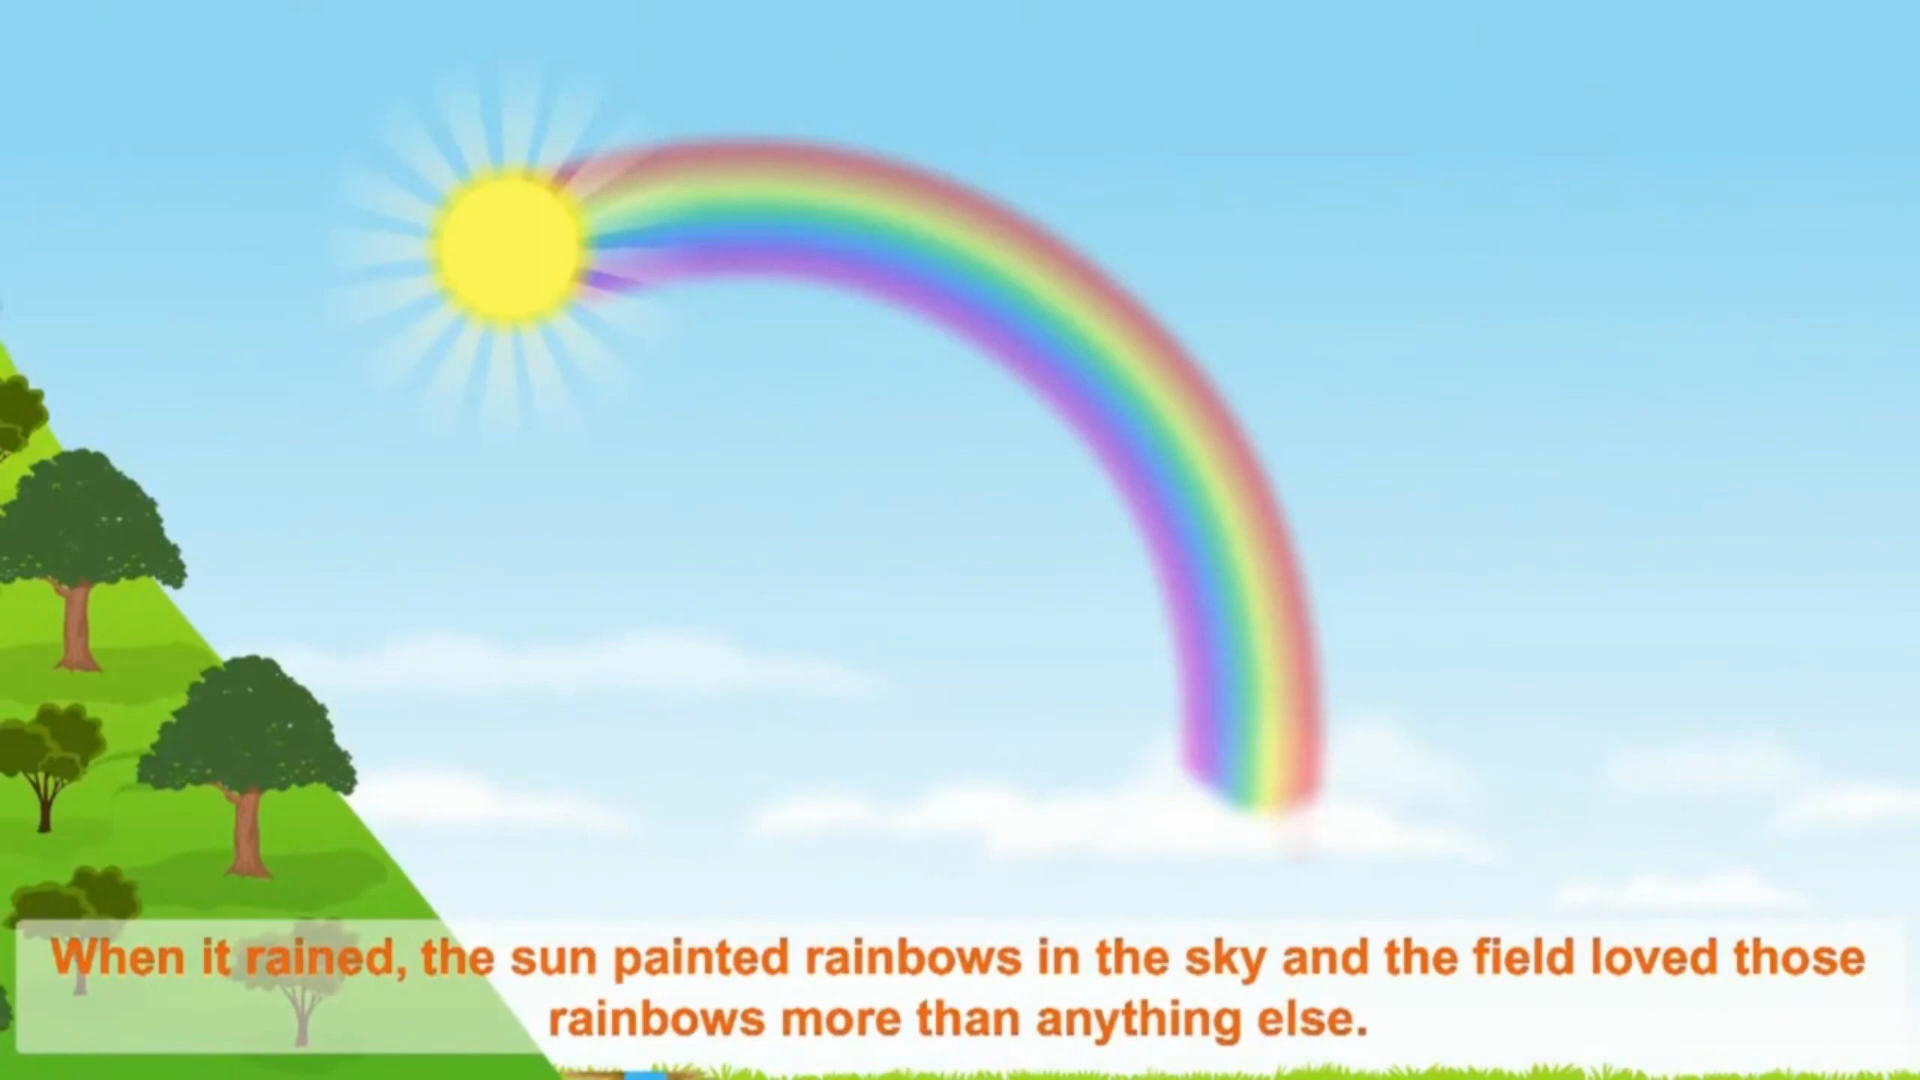 When it rained, the sun painted rainbows in the sky and the field loved those
rainbows more than anything else.